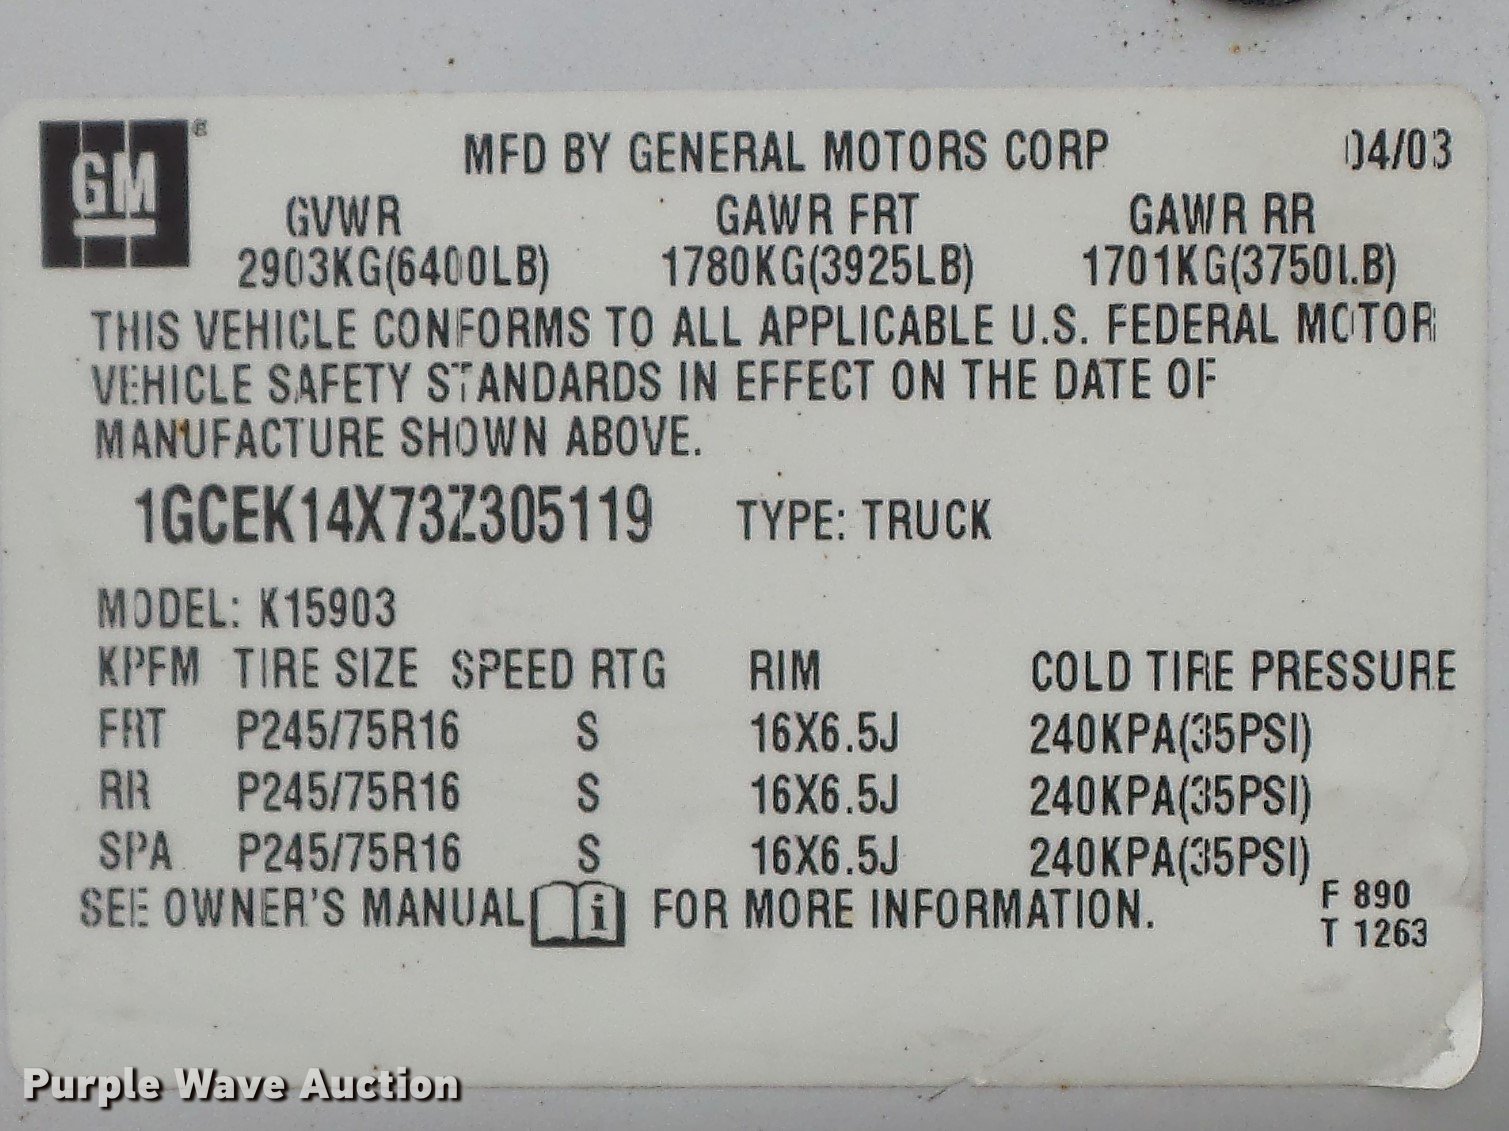 GM®
MFD BY GENERAL MOTORS CORP 04/03
GVWR GAWR FRT GAWR RR
2903KG(6400LB) 1780KG(3925LB) 1701KG(3750LB)
THIS VEHICLE CONFORMS TO ALL APPLICABLE U.S. FEDERAL MOTOR
VEHICLE SAFETY STANDARDS IN EFFECT ON THE DATE OF
MANUFACTURE SHOWN ABOVE.
1GCEK14X73Z305119 TYPE: TRUCK
MODEL: K15903
KPFM TIRE SIZE SPEED RTG RIM COLD TIRE PRESSURE
FRT P245/75R16 S 16X6.5J 240KPA(35PSI)
RR P245/75R16 S 16X6.5J 240KPA(35PSI)
SPA P245/75R16 S 16X6.5J 240KPA(35PSI)
SEE OWNER'S MANUAL i FOR MORE INFORMATION.
F 890
T 1263
Purple Wave Auction